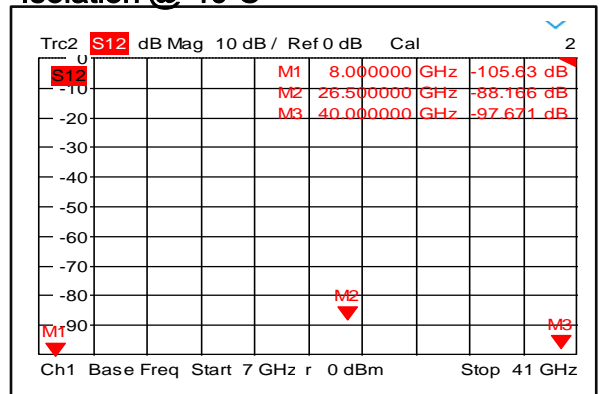 Trc2 S12 dB Mag 10 dB / Ref 0 dB Cal 2
0
S12 M1 8.000000 GHz -105.63 dB
-10 M2 26.500000 GHz -88.166 dB
-20 M3 40.000000 GHz -97.671 dB
-30
-40
-50
-60
-70
-80 M2
-90 M1 M3
Ch1 Base Freq Start 7 GHz r 0 dBm Stop 41 GHz